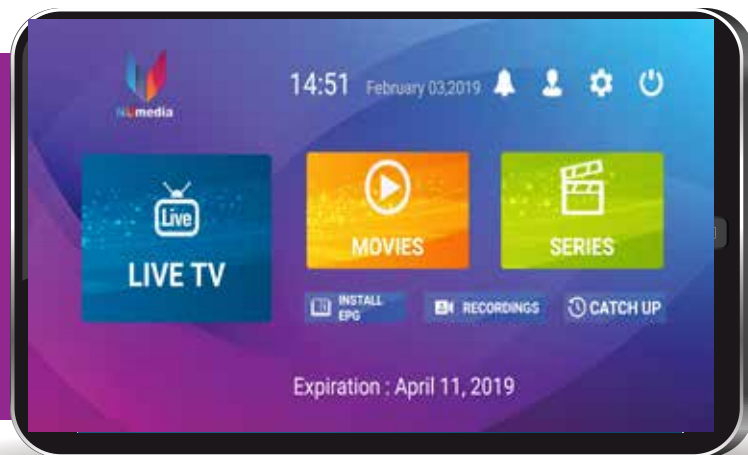 14:51 February 03,2019
media
Live
LIVE TV
MOVIES
SERIES
INSTALL
EPG
RECORDINGS
CATCH UP
Expiration : April 11, 2019